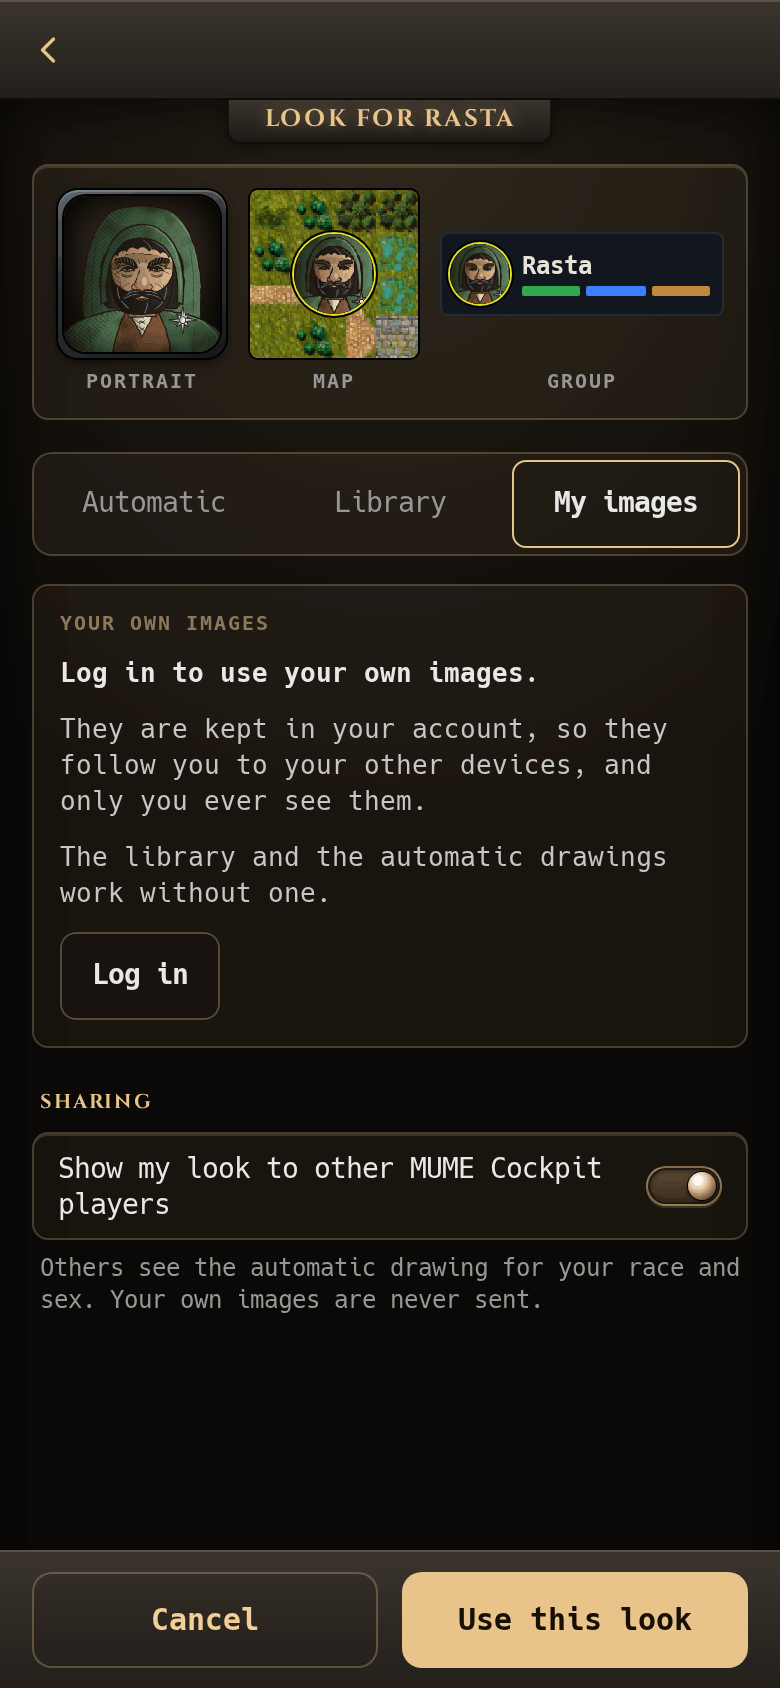 LOOK FOR RASTA
Rasta
PORTRAIT
MAP
GROUP
Automatic
Library
My images
YOUR OWN IMAGES
Log in to use your own images.
They are kept in your account, so they
follow you to your other devices, and
only you ever see them.
The library and the automatic drawings
work without one.
Log in
SHARING
Show my look to other MUME Cockpit
players
Others see the automatic drawing for your race and
sex. Your own images are never sent.
Cancel
Use this look